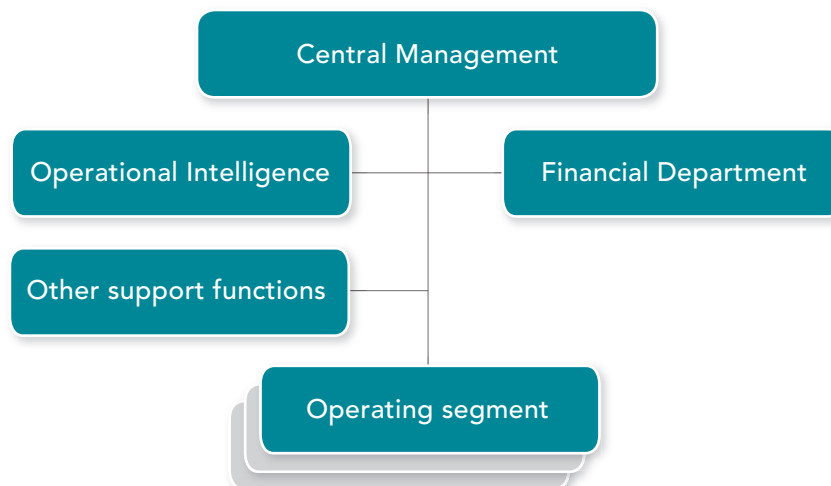 Central Management
Operational Intelligence
Financial Department
Other support functions
Operating segment